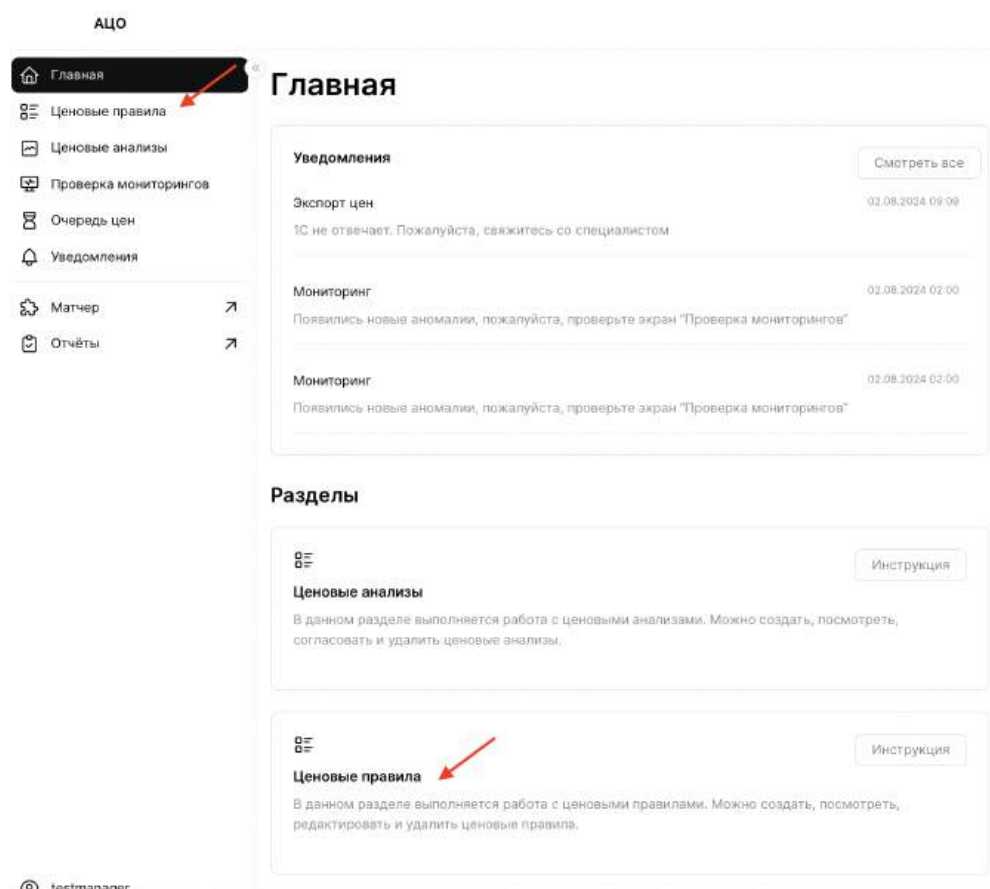 АЦО
Главная
Ценовые правила
Ценовые анализы
Проверка мониторингов
Очередь цен
Уведомления
Матчер
Отчёты
testmanager
Главная
Уведомления
Смотреть все
Экспорт цен
02.08.2024 09:09
1С не отвечает. Пожалуйста, свяжитесь со специалистом
Мониторинг
02.08.2024 02:00
Появились новые аномалии, пожалуйста, проверьте экран "Проверка мониторингов"
Мониторинг
02.08.2024 02:00
Появились новые аномалии, пожалуйста, проверьте экран "Проверка мониторингов"
Разделы
Инструкция
Ценовые анализы
В данном разделе выполняется работа с ценовыми анализами. Можно создать, посмотреть,
согласовать и удалить ценовые анализы.
Инструкция
Ценовые правила
В данном разделе выполняется работа с ценовыми правилами. Можно создать, посмотреть,
редактировать и удалить ценовые правила.